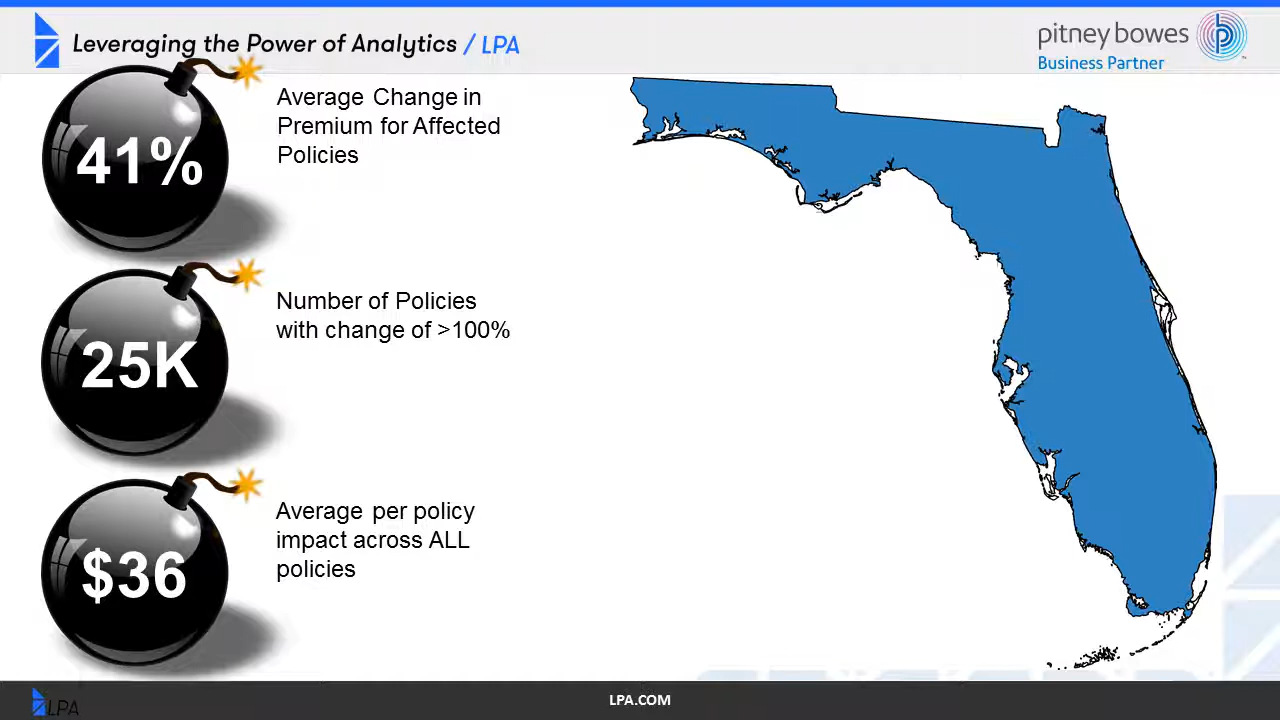 Leveraging the Power of Analytics / LPA
pitney bowes
Business Partner
41%
Average Change in
Premium for Affected
Policies
25K
Number of Policies
with change of >100%
$36
Average per policy
impact across ALL
policies
LPA
LPA.COM